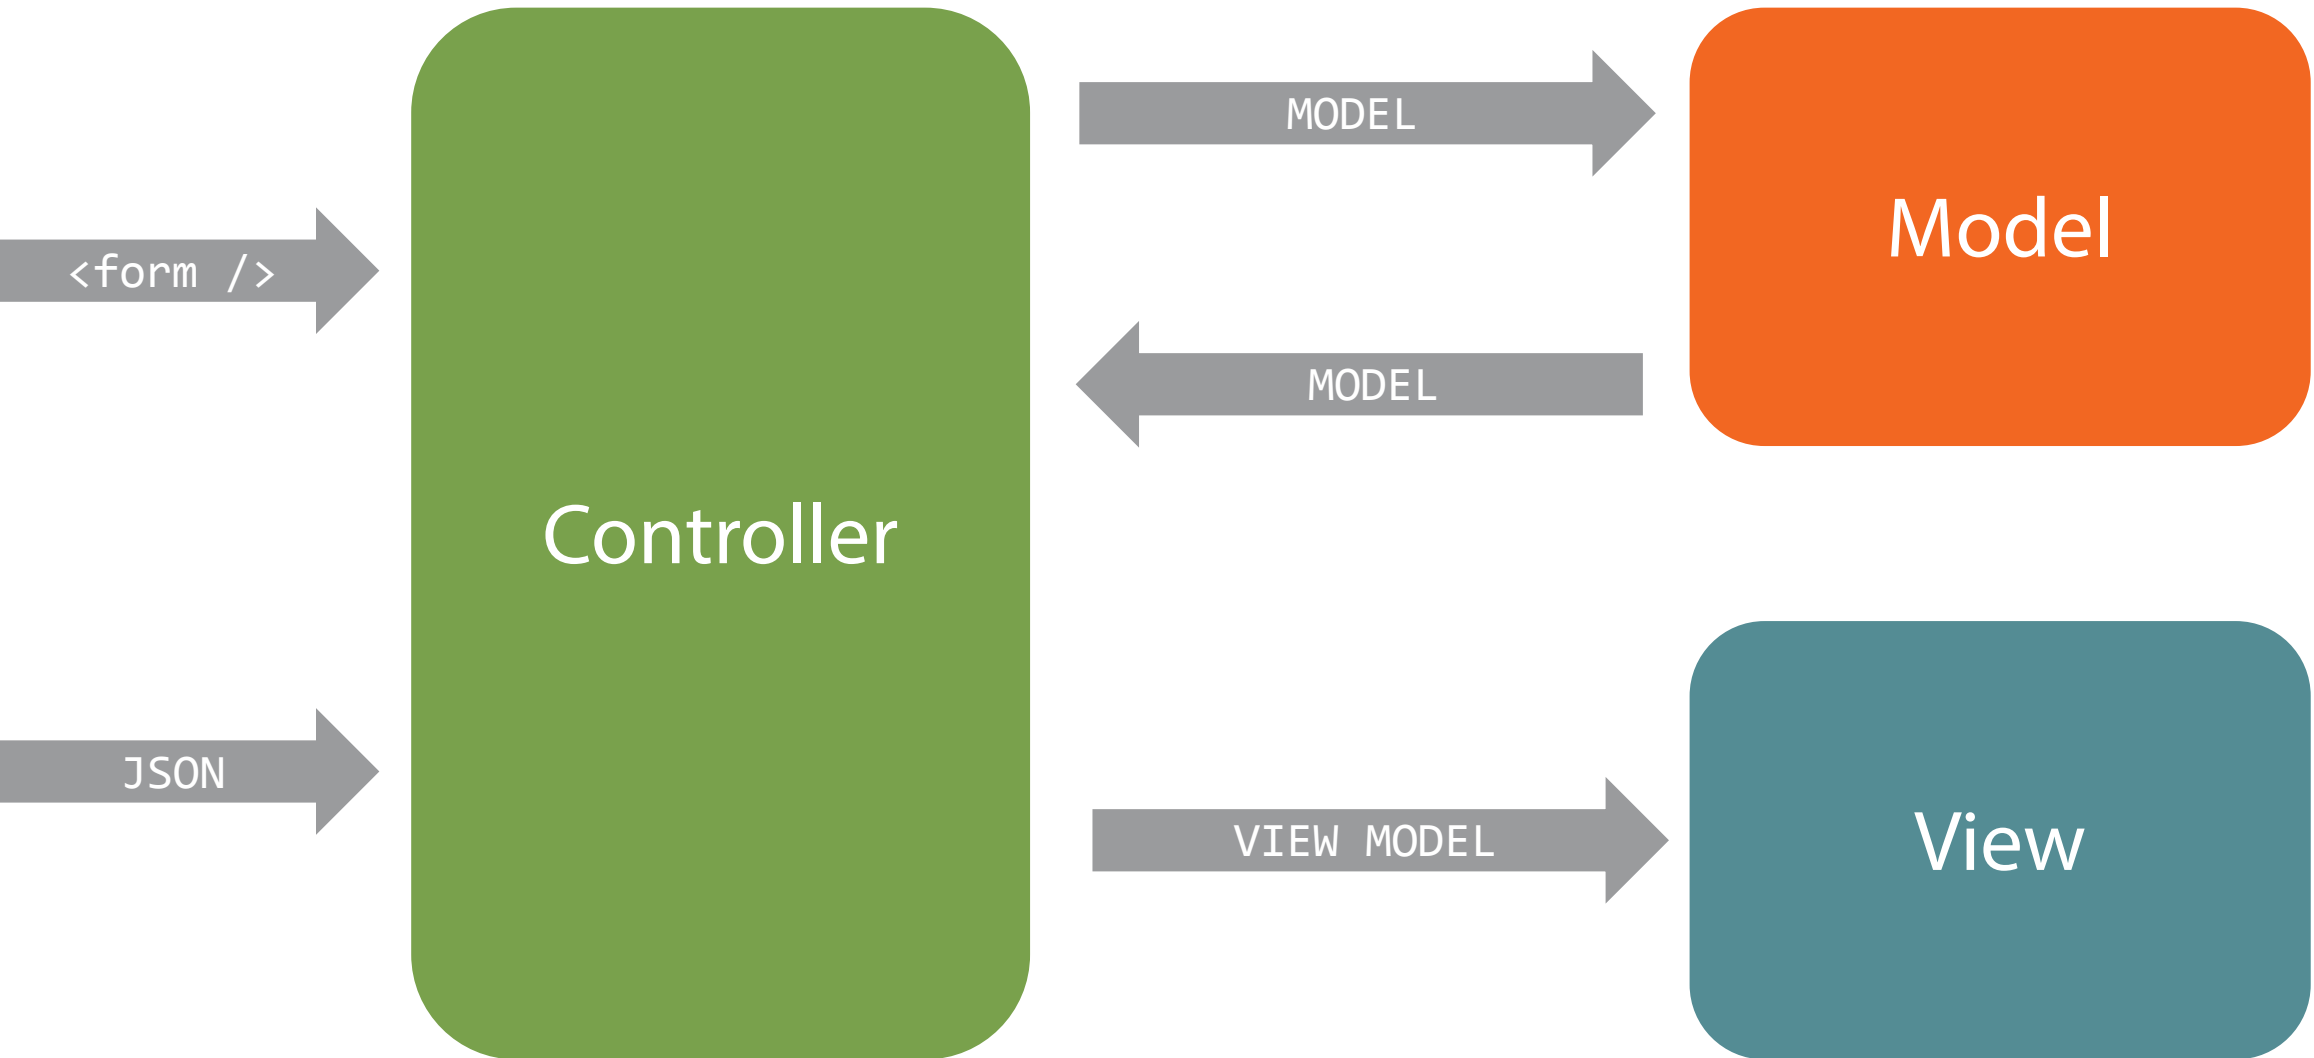 <form />
JSON
Controller
MODEL
MODEL
VIEW MODEL
Model
View